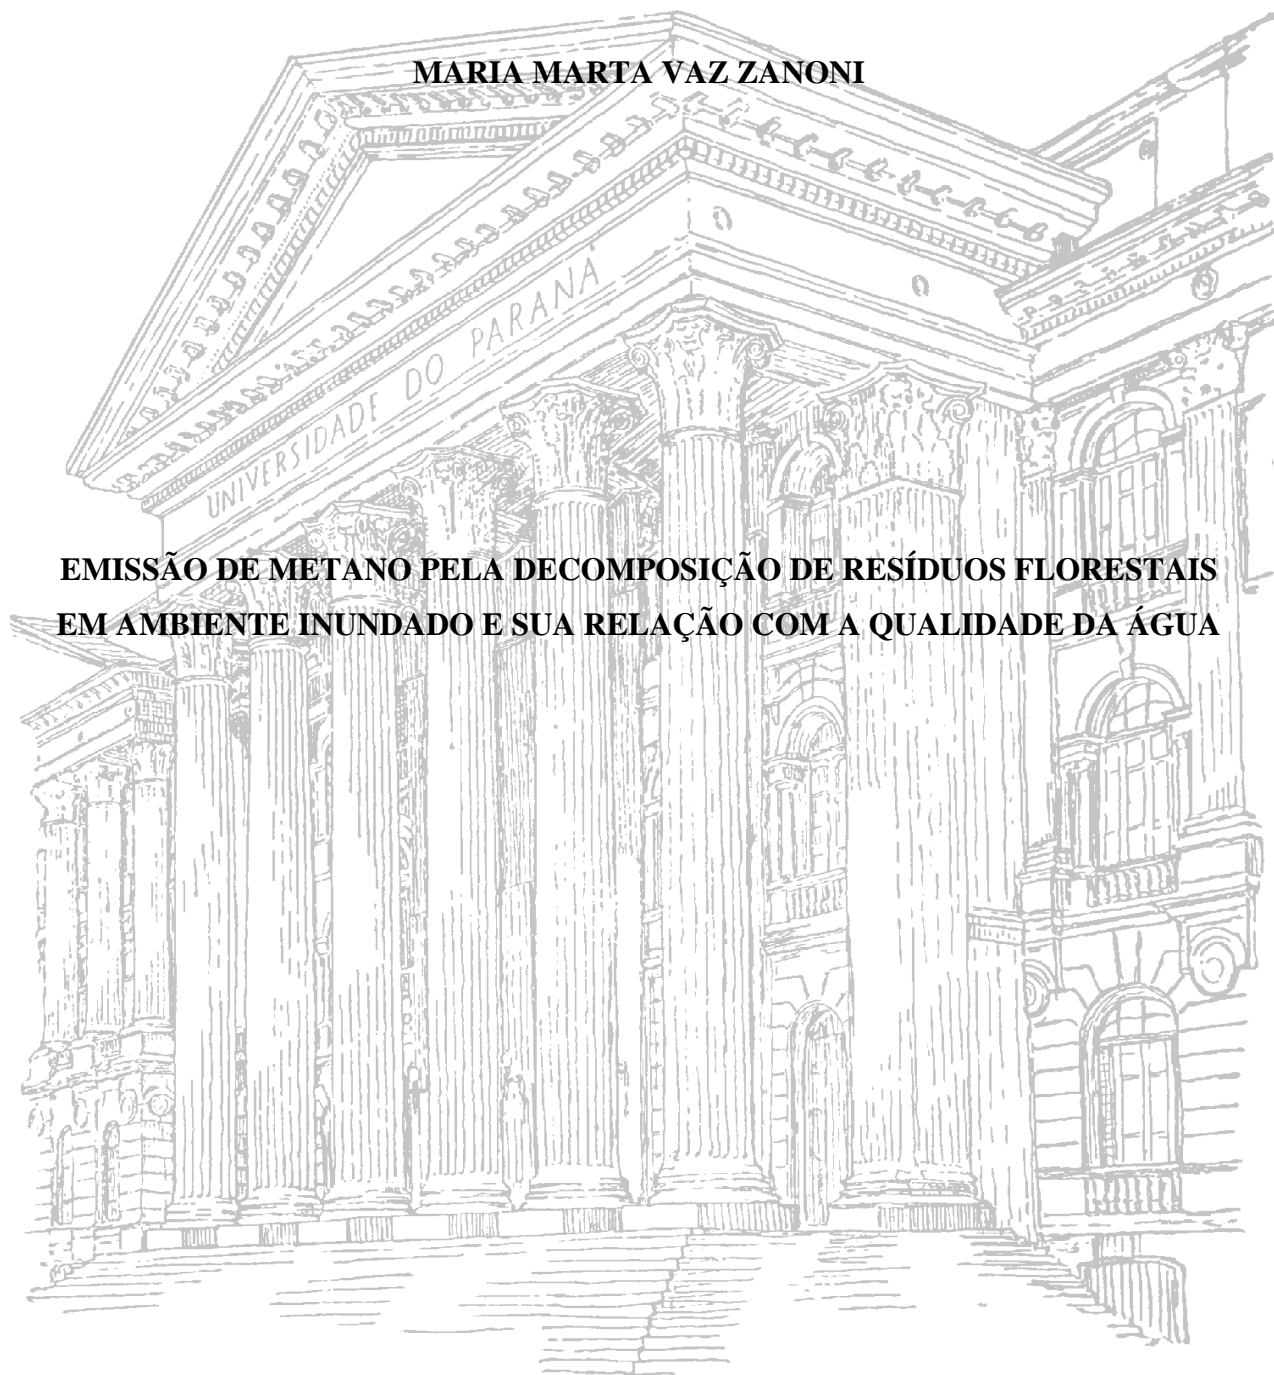 MARIA MARTA VAZ ZANONI
UNIVERSIDADE DO PARANÁ
EMISSÃO DE METANO PELA DECOMPOSIÇÃO DE RESÍDUOS FLORESTAIS
EM AMBIENTE INUNDADO E SUA RELAÇÃO COM A QUALIDADE DA ÁGUA